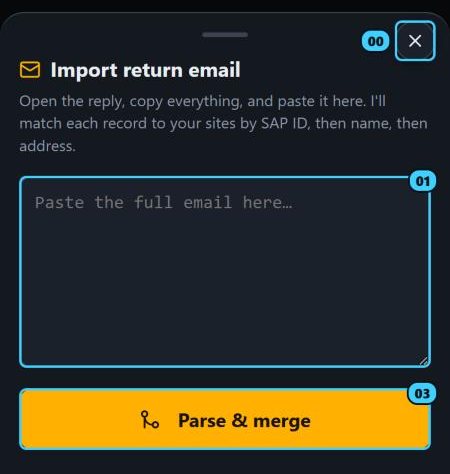 00
Import return email
Open the reply, copy everything, and paste it here. I'll
match each record to your sites by SAP ID, then name, then
address.
01
Paste the full email here…
03
Parse & merge